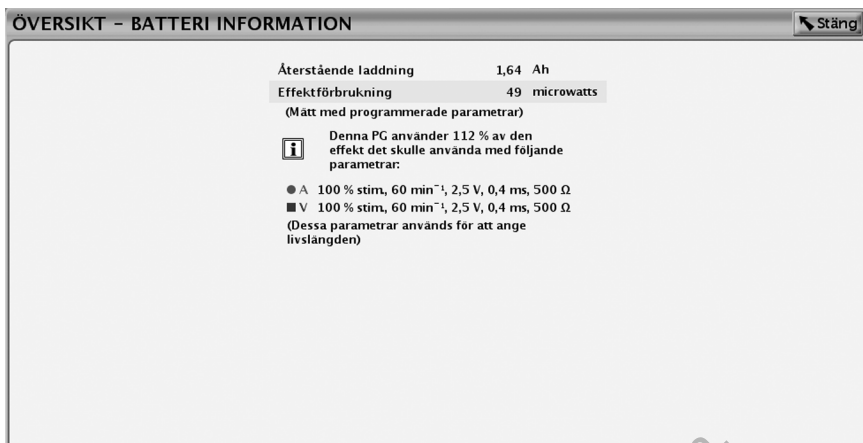 ÖVERSIKT – BATTERI INFORMATION
Stäng
Återstående laddning 1,64 Ah
Effektförbrukning 49 microwatts
(Mätt med programmerade parametrar)
i Denna PG använder 112 % av den
effekt det skulle använda med följande
parametrar:
A 100 % stim., 60 min⁻¹, 2,5 V, 0,4 ms, 500 Ω
V 100 % stim., 60 min⁻¹, 2,5 V, 0,4 ms, 500 Ω
(Dessa parametrar används för att ange
livslängden)